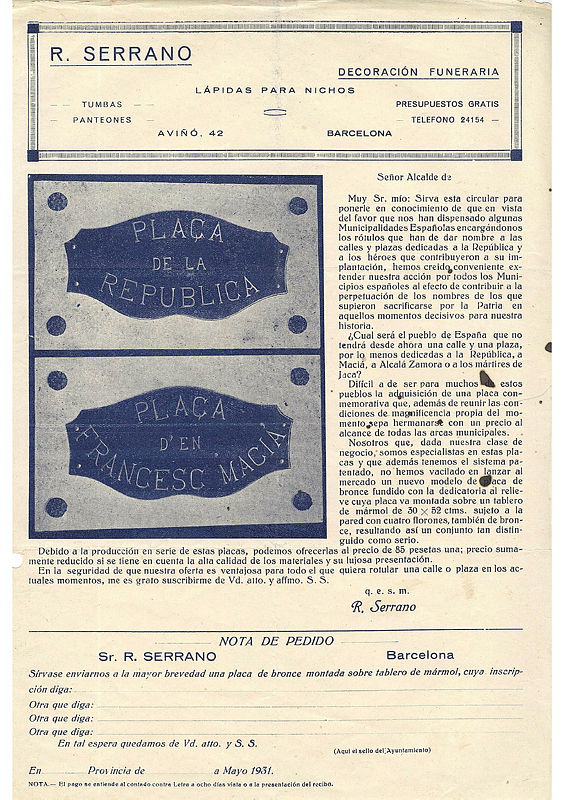 R. SERRANO
DECORACIÓN FUNERARIA
LÁPIDAS PARA NICHOS
TUMBAS
PRESUPUESTOS GRATIS
PANTEONES
TELEFONO 24154
AVIÑÓ, 42
BARCELONA
PLAÇA
DE LA
REPUBLICA
PLAÇA
D'EN
FRANCESC MACIÁ
Señor Alcalde de
Muy Sr. mío: Sirva esta circular para
ponerle en conocimiento de que en vista
del favor que nos han dispensado algunas
Municipalidades Españolas encargándonos
los rótulos que han de dar nombre a las
calles y plazas dedicadas a la República y
a los héroes que contribuyeron a su im-
plantación, hemos creido conveniente ex-
tender nuestra acción por todos los Muni-
cipios españoles al efecto de contribuir a la
perpetuación de los nombres de los que
supieron sacrificarse por la Patria en
aquellos momentos decisivos para nuestra
historia.
¿Cual será el pueblo de España que no
tendrá desde ahora una calle y una plaza,
por lo menos dedicadas a la República, a
Maciá, a Alcalá Zamora o a los mártires de
Jaca?
Difícil a de ser para muchos de estos
pueblos la adquisición de una placa con-
memorativa que, además de reunir las con-
diciones de magnificencia propia del mo-
mento, sepa hermanarse con un precio al
alcance de todas las arcas municipales.
Nosotros que, dada nuestra clase de
negocio, somos especialistas en estas pla-
cas y que además tenemos el sistema pa-
tentado, no hemos vacilado en lanzar al
mercado un nuevo modelo de placa de
bronce fundido con la dedicatoria al relie-
ve cuya placa va montada sobre un tablero
de mármol de 30 × 52 ctms. sujeto a la
pared con cuatro florones, también de bron-
ce, resultando así un conjunto tan distin-
guido como serio.
Debido a la producción en serie de estas placas, podemos ofrecerlas al precio de 85 pesetas una; precio suma-
mente reducido si se tiene en cuenta la alta calidad de los materiales y su lujosa presentación.
En la seguridad de que nuestra oferta es ventajosa para todo el que quiera rotular una calle o plaza en los ac-
tuales momentos, me es grato suscribirme de Vd. atto. y affmo. S. S.
q. e. s. m.
R. Serrano
NOTA DE PEDIDO
Sr. R. SERRANO
Barcelona
Sírvase enviarnos a la mayor brevedad una placa de bronce montada sobre tablero de mármol, cuya inscrip-
ción diga:
Otra que diga:
Otra que diga:
Otra que diga:
En tal espera quedamos de Vd. atto. y S. S.
(Aqui el sello del Ayuntamiento)
En Provincia de a Mayo 1931.
NOTA.— El pago se entiende al contado contra Letra a ocho días vista o a la presentación del recibo.